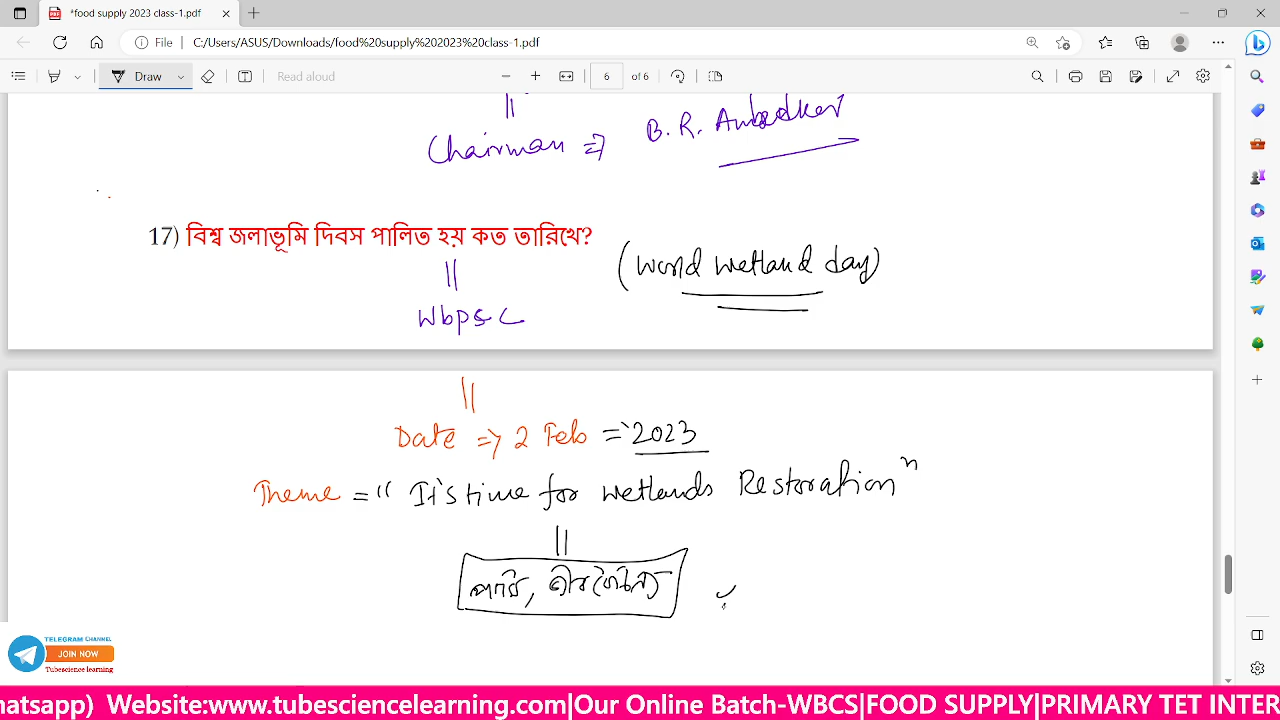 *food supply 2023 class-1.pdf
File C:/Users/ASUS/Downloads/food%20supply%202023%20class-1.pdf
Draw Read aloud 6 of 6
Chairman => B. R. Ambedkar
17) বিশ্ব জলাভূমি দিবস পালিত হয় কত তারিখে?
(World wetland day)
Wbpsc
Date => 2 Feb = 2023
Theme = " It's time for wetlands Restoration "
TELEGRAM CHANNEL
JOIN NOW
Tubescience learning
hatsapp) Website:www.tubesciencelearning.com|Our Online Batch-WBCS|FOOD SUPPLY|PRIMARY TET INTER